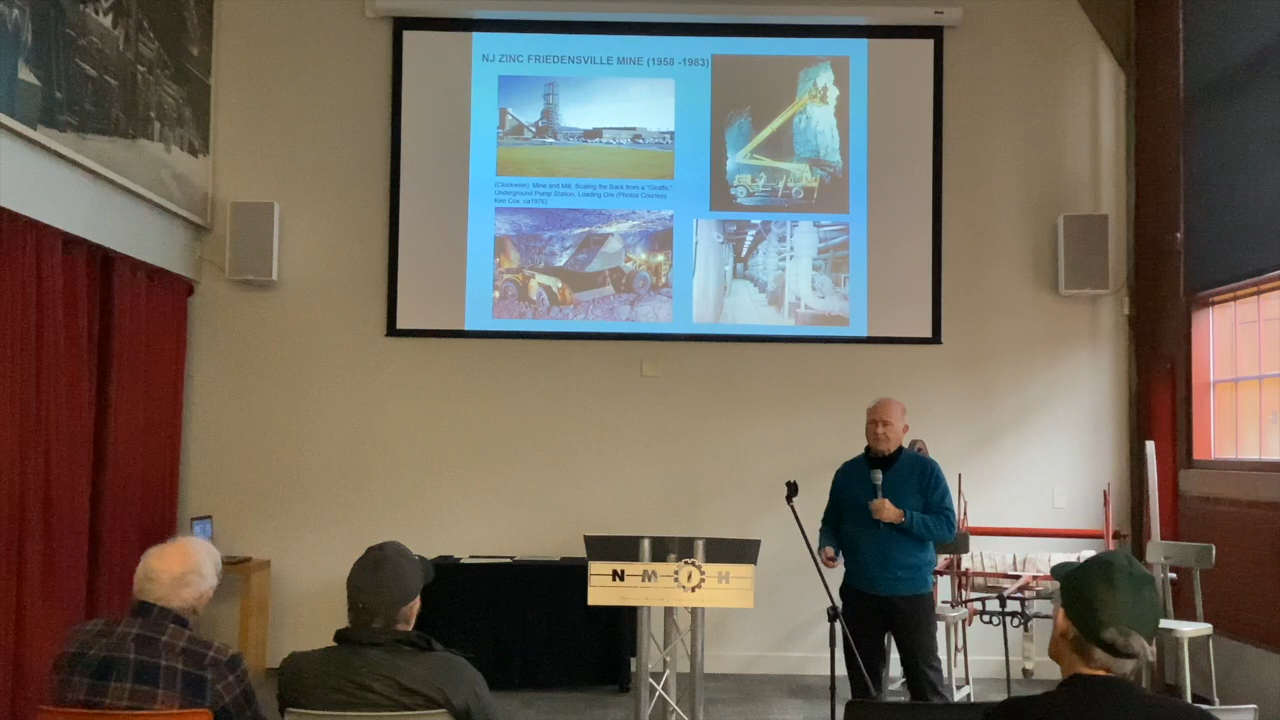 NJ ZINC FRIEDENSVILLE MINE (1958 -1983)
(Clockwise) Mine and Mill, Scaling the Back from a "Giraffe,"
Underground Pump Station, Loading Ore (Photos Courtesy
Ken Cox, ca1976)
N M I H